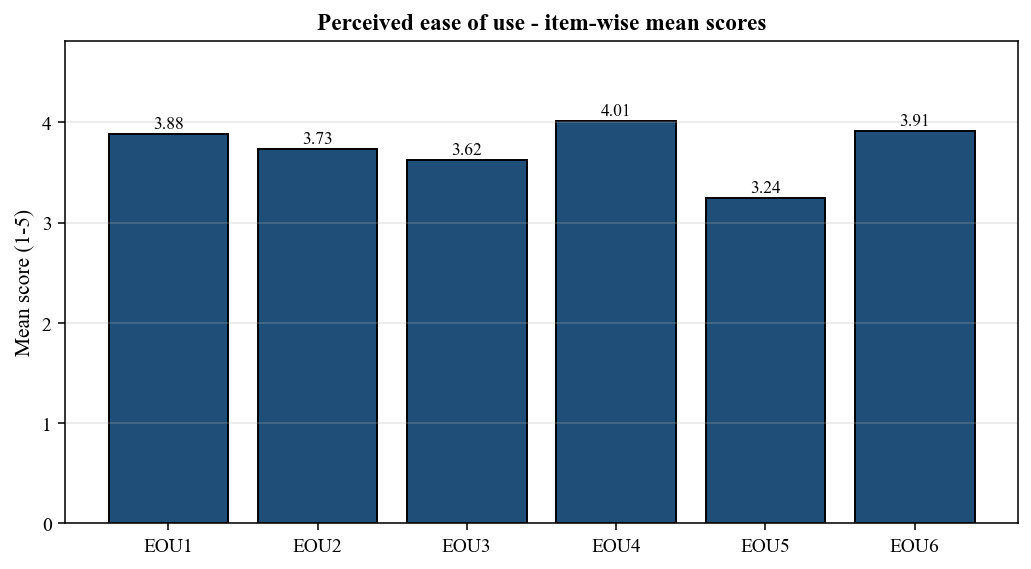 Perceived ease of use - item-wise mean scores
Mean score (1-5)
4
3
2
1
0
3.88
3.73
3.62
4.01
3.24
3.91
EOU1
EOU2
EOU3
EOU4
EOU5
EOU6